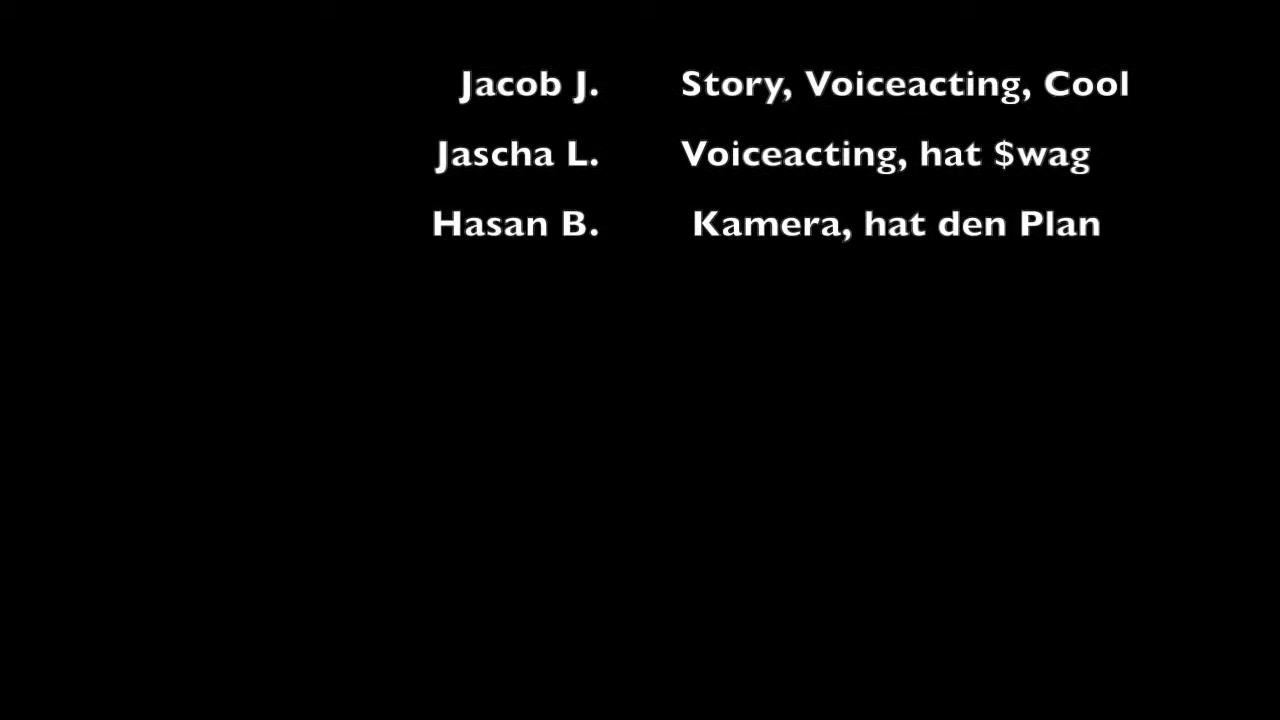 Jacob J. Story, Voiceacting, Cool
Jascha L. Voiceacting, hat $wag
Hasan B. Kamera, hat den Plan